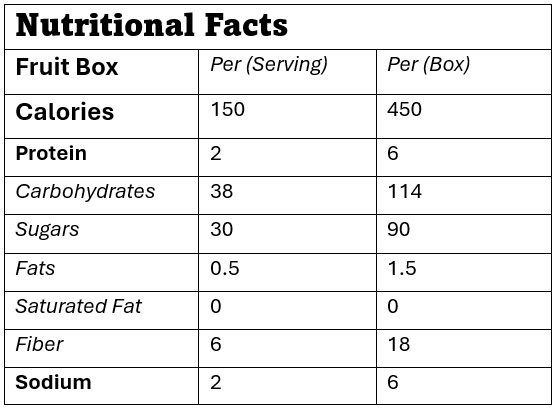 Nutritional Facts
Fruit Box Per (Serving) Per (Box)
Calories 150 450
Protein 2 6
Carbohydrates 38 114
Sugars 30 90
Fats 0.5 1.5
Saturated Fat 0 0
Fiber 6 18
Sodium 2 6